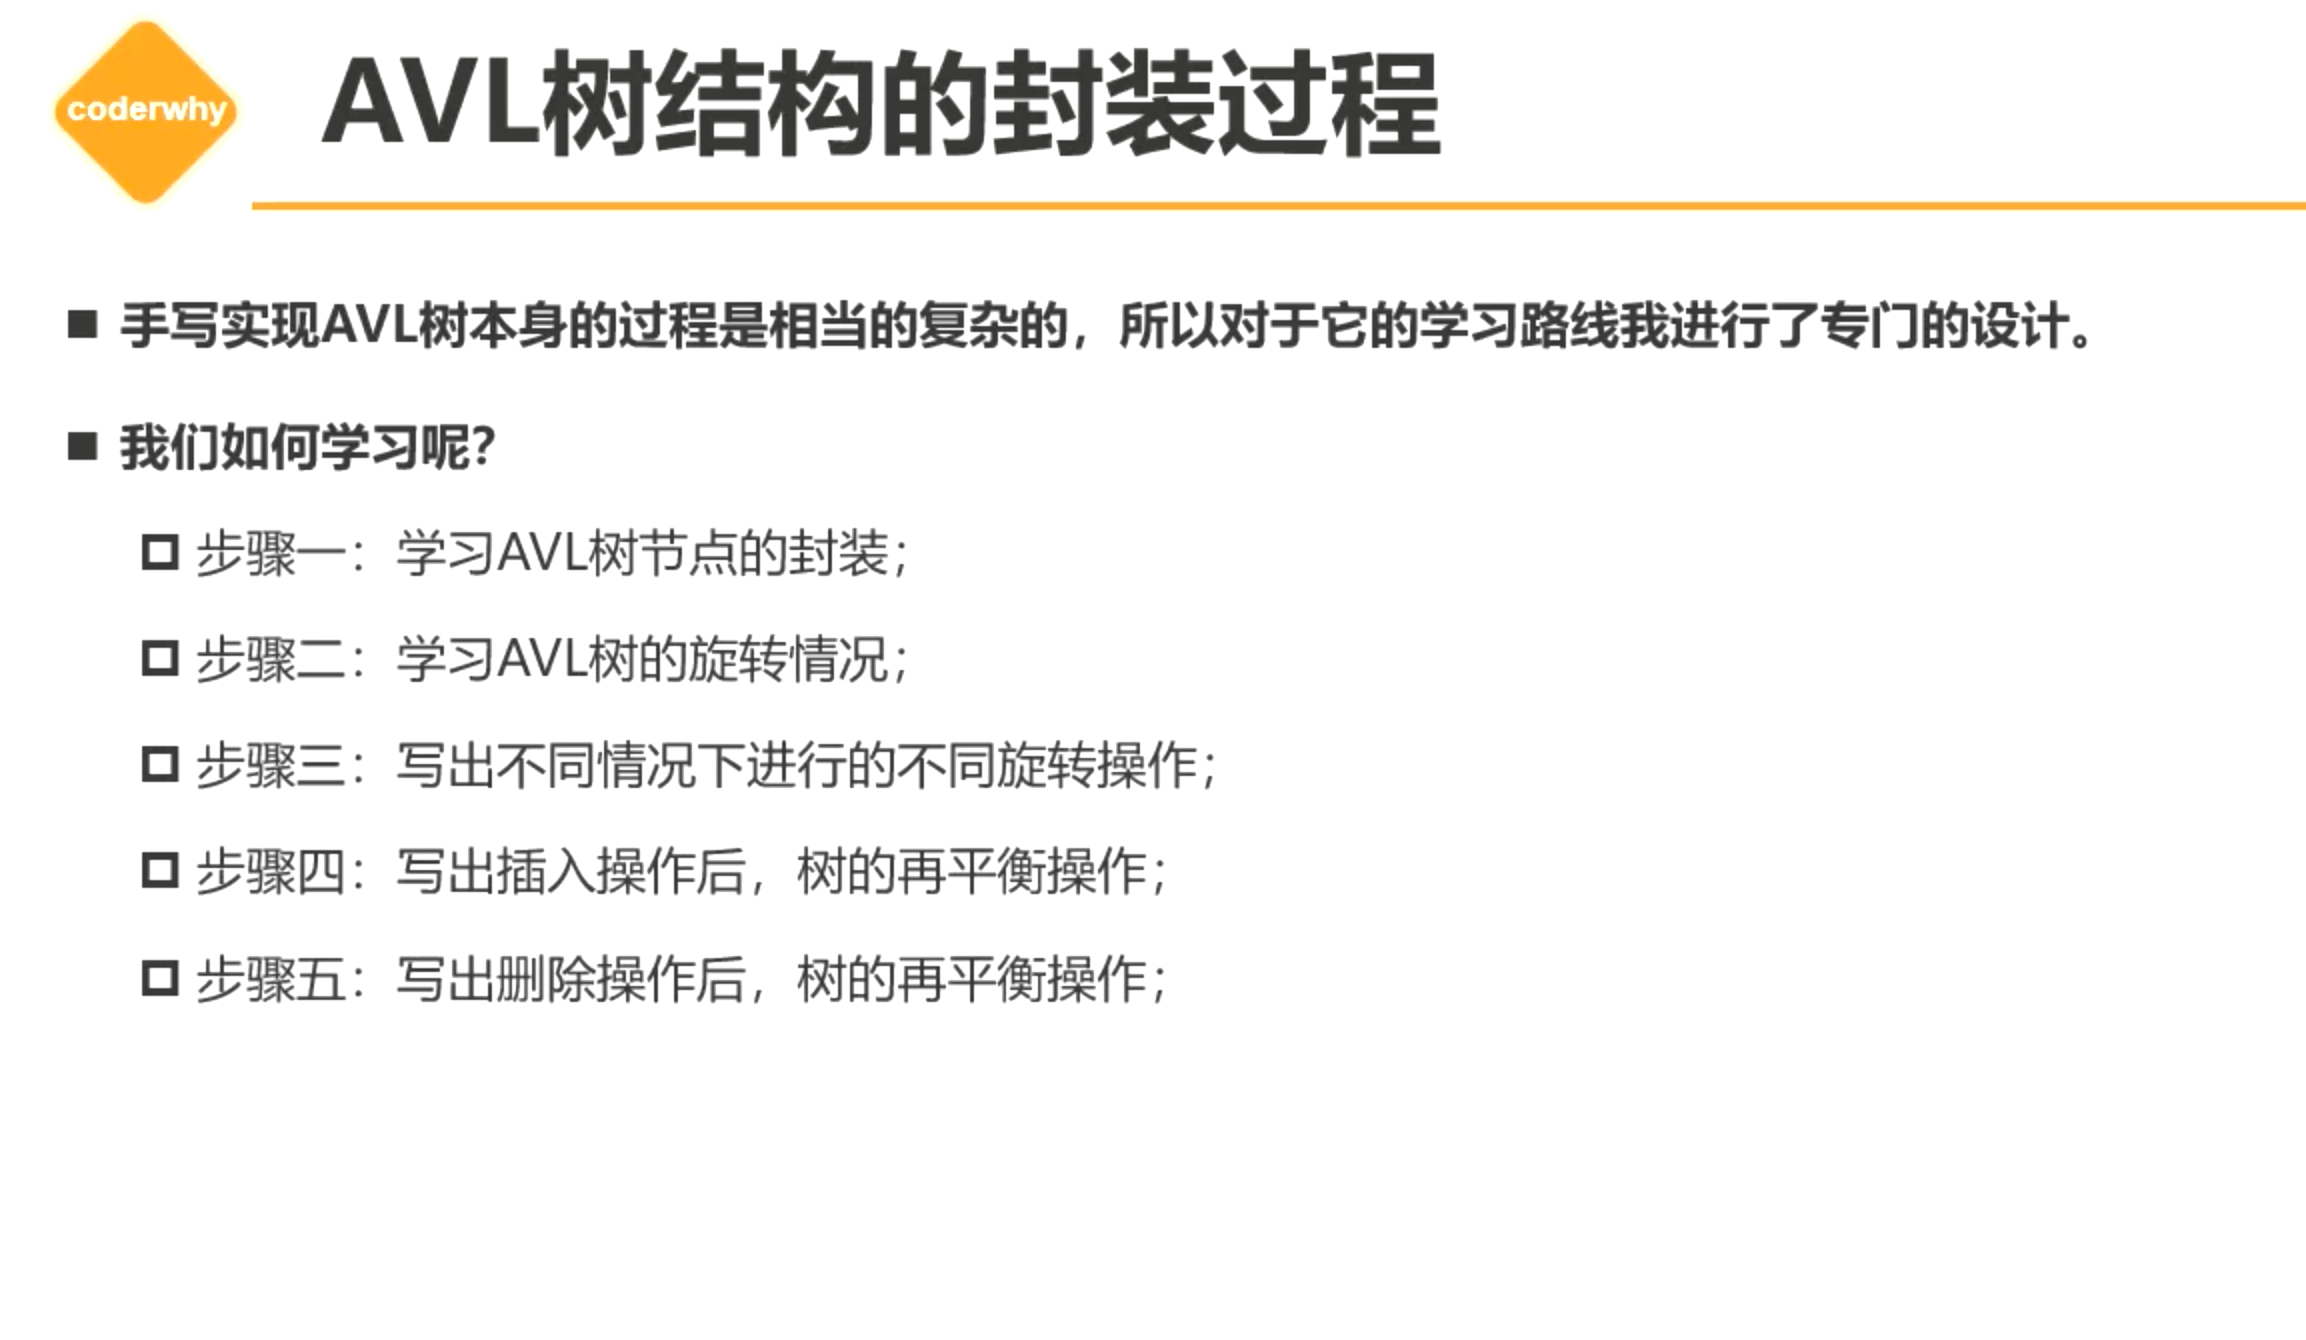 coderwhy
AVL树结构的封装过程
手写实现AVL树本身的过程是相当的复杂的，所以对于它的学习路线我进行了专门的设计。
我们如何学习呢？
步骤一：学习AVL树节点的封装；
步骤二：学习AVL树的旋转情况；
步骤三：写出不同情况下进行的不同旋转操作；
步骤四：写出插入操作后，树的再平衡操作；
步骤五：写出删除操作后，树的再平衡操作；